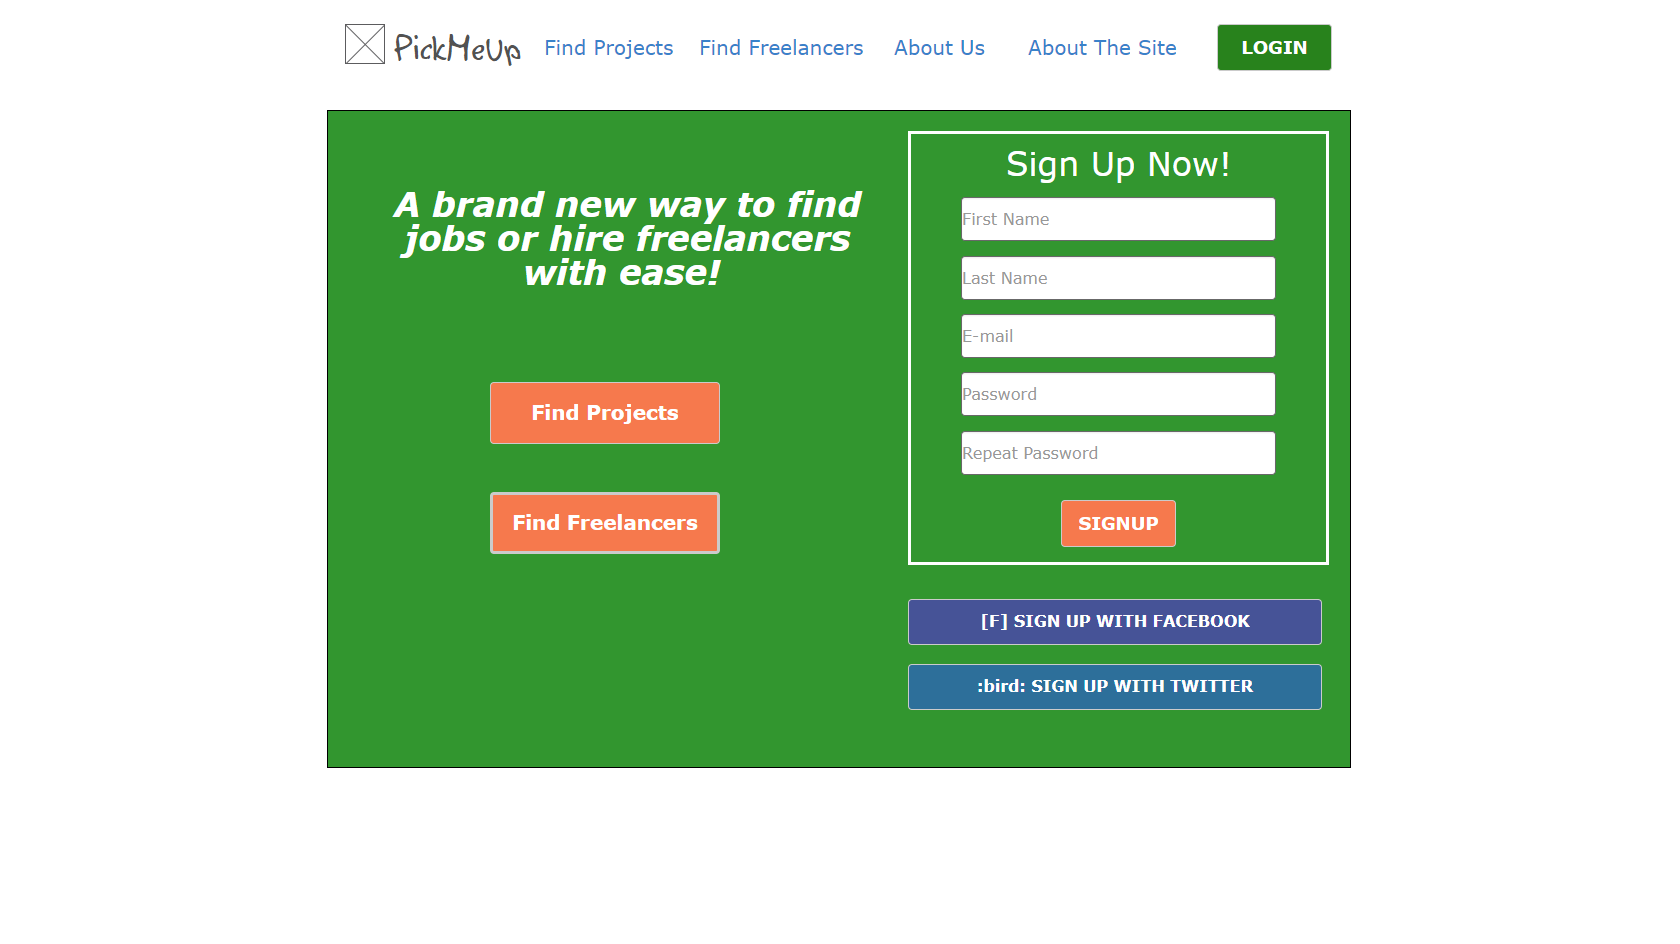 PickMeUp
Find Projects
Find Freelancers
About Us
About The Site
LOGIN
A brand new way to find
jobs or hire freelancers
with ease!
Find Projects
Find Freelancers
Sign Up Now!
First Name
Last Name
E-mail
Password
Repeat Password
SIGNUP
[F] SIGN UP WITH FACEBOOK
:bird: SIGN UP WITH TWITTER